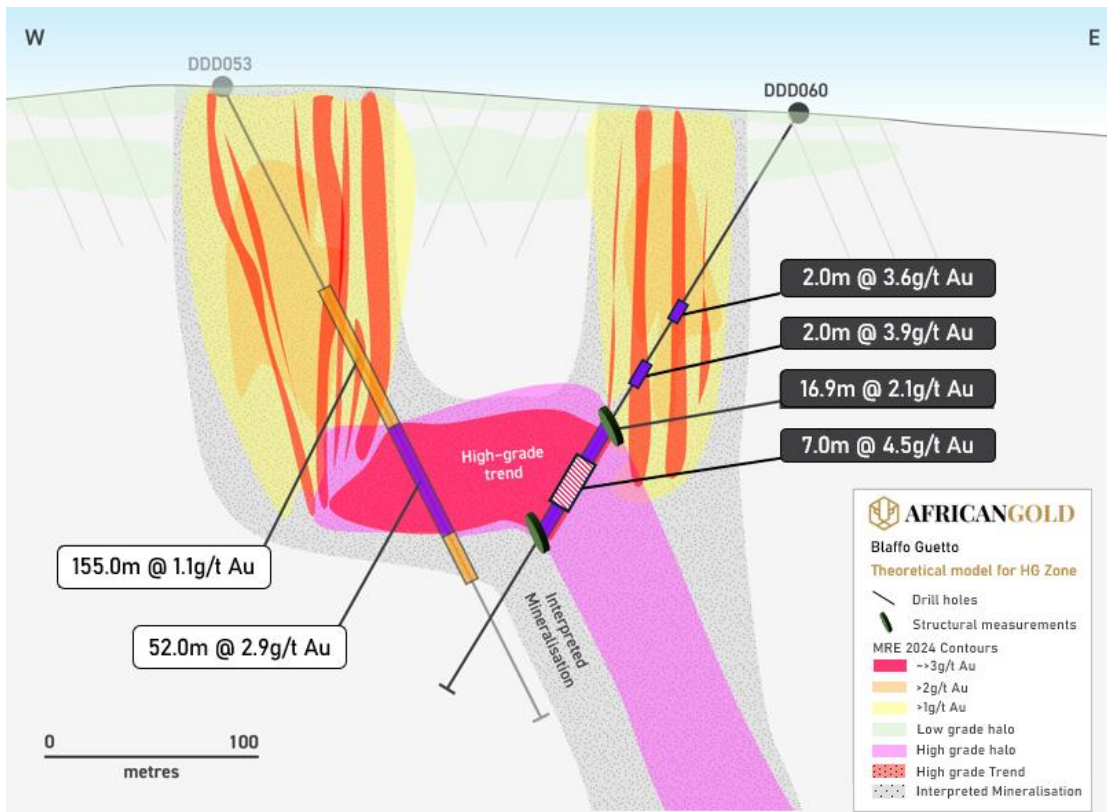 W
E
DDD053
DDD060
2.0m @ 3.6g/t Au
2.0m @ 3.9g/t Au
16.9m @ 2.1g/t Au
7.0m @ 4.5g/t Au
High-grade
trend
155.0m @ 1.1g/t Au
52.0m @ 2.9g/t Au
Interpreted
Mineralisation
0 100
metres
AFRICANGOLD
Blaffo Guetto
Theoretical model for HG Zone
Drill holes
Structural measurements
MRE 2024 Contours
~>3g/t Au
>2g/t Au
>1g/t Au
Low grade halo
High grade halo
High grade Trend
Interpreted Mineralisation